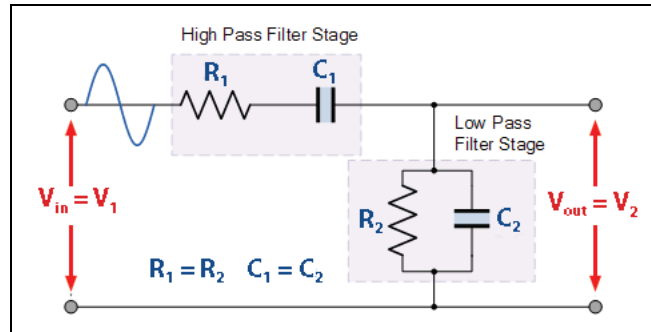 High Pass Filter Stage
R₁ C₁
Low Pass
Filter Stage
Vin = V₁
R₂ C₂
Vout = V₂
R₁ = R₂ C₁ = C₂